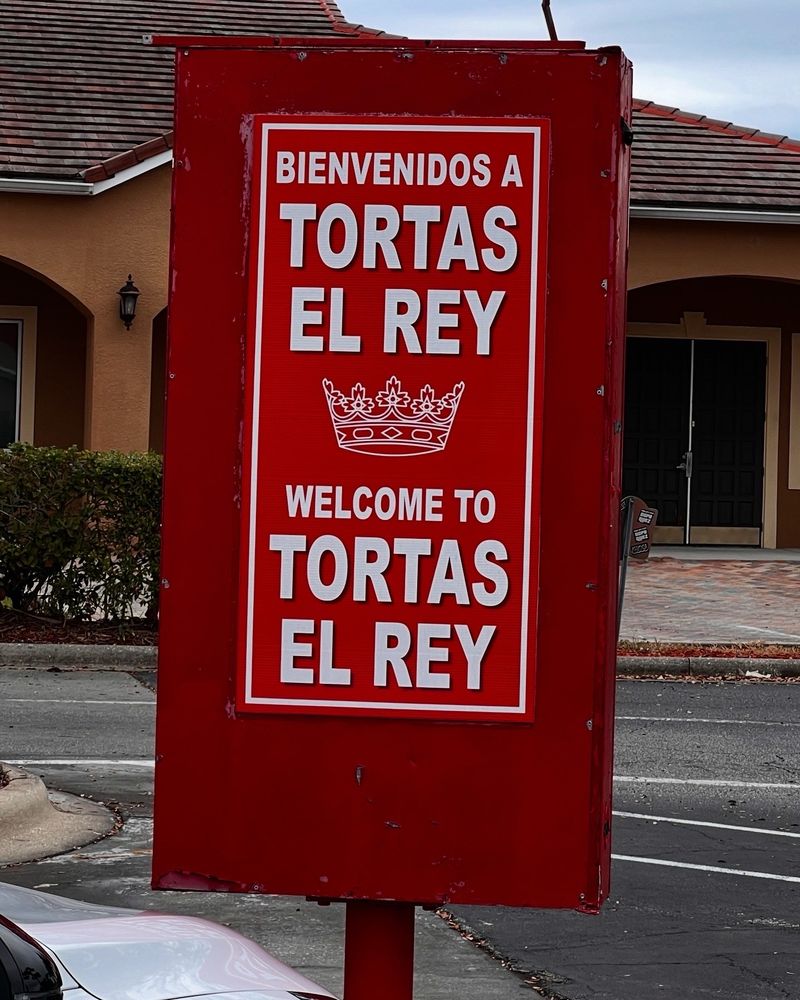 BIENVENIDOS A
TORTAS
EL REY
WELCOME TO
TORTAS
EL REY